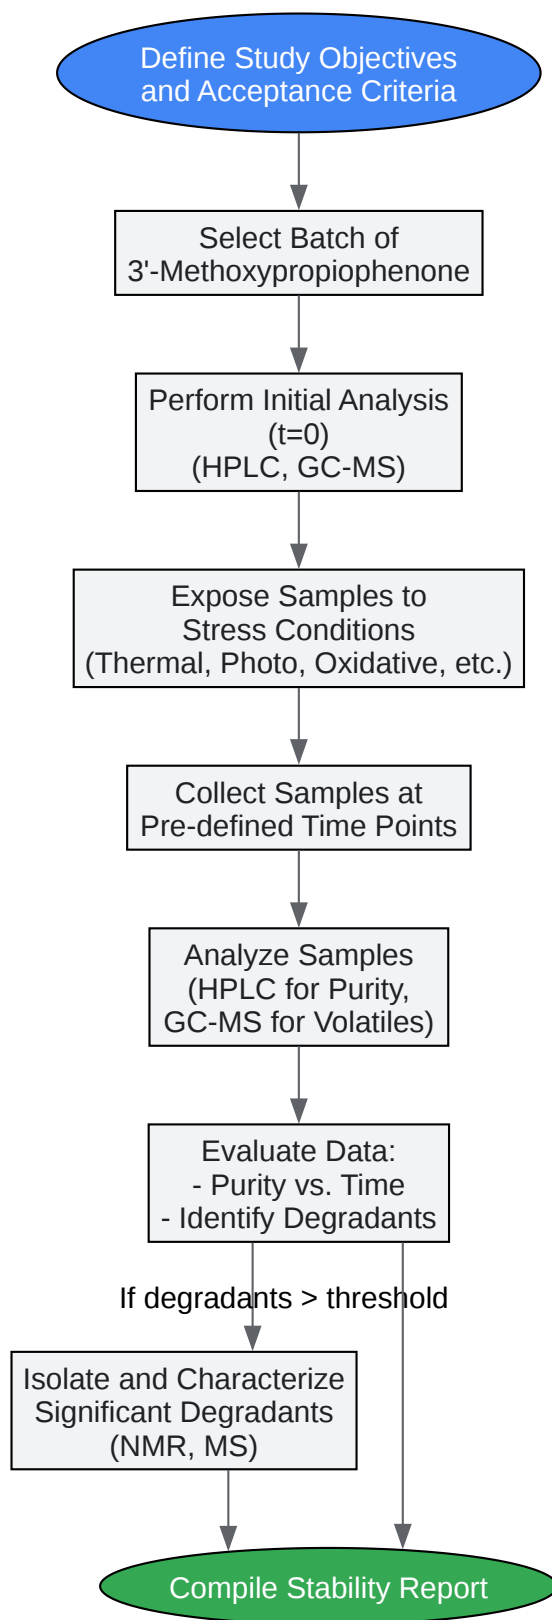 Define Study Objectives
and Acceptance Criteria
Select Batch of
3'-Methoxypropiophenone
Perform Initial Analysis
(t=0)
(HPLC, GC-MS)
Expose Samples to
Stress Conditions
(Thermal, Photo, Oxidative, etc.)
Collect Samples at
Pre-defined Time Points
Analyze Samples
(HPLC for Purity,
GC-MS for Volatiles)
Evaluate Data:
- Purity vs. Time
- Identify Degradants
If degradants > threshold
Isolate and Characterize
Significant Degradants
(NMR, MS)
Compile Stability Report